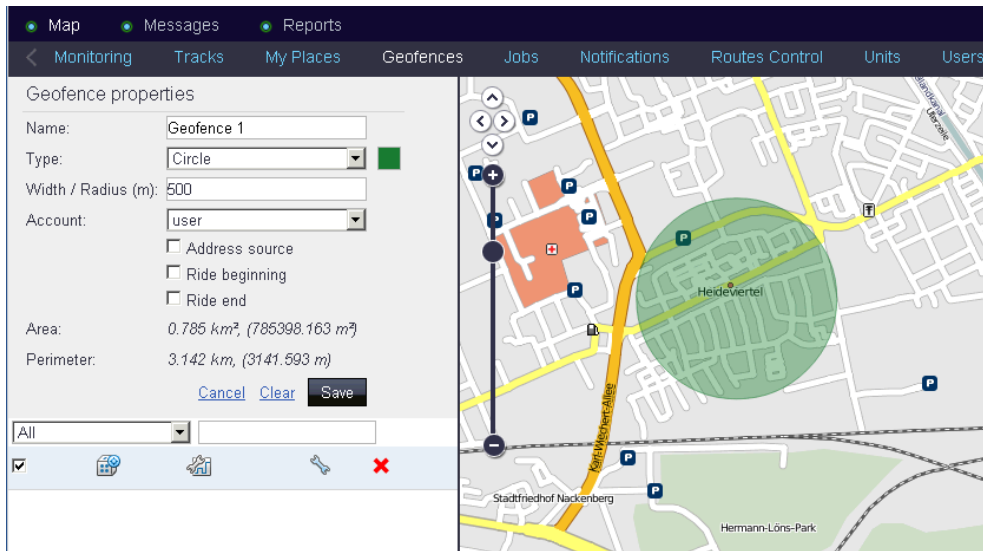 Map Messages Reports
Monitoring Tracks My Places Geofences Jobs Notifications Routes Control Units Users
Geofence properties
Name: Geofence 1
Type: Circle
Width / Radius (m): 500
Account: user
Address source
Ride beginning
Ride end
Area: 0.785 km², (785398.163 m²)
Perimeter: 3.142 km, (3141.593 m)
Cancel Clear Save
All
P
P
P
P
P
P
P
Heideviertel
P
Karl-Wiechert-Allee
P
P
Stadtfriedhof Nackenberg
Hermann-Löns-Park